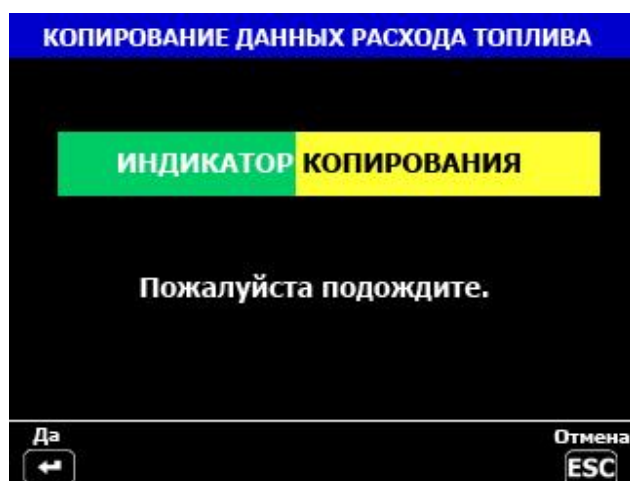 КОПИРОВАНИЕ ДАННЫХ РАСХОДА ТОПЛИВА
ИНДИКАТОР КОПИРОВАНИЯ
Пожалуйста подождите.
Да Отмена
ESC